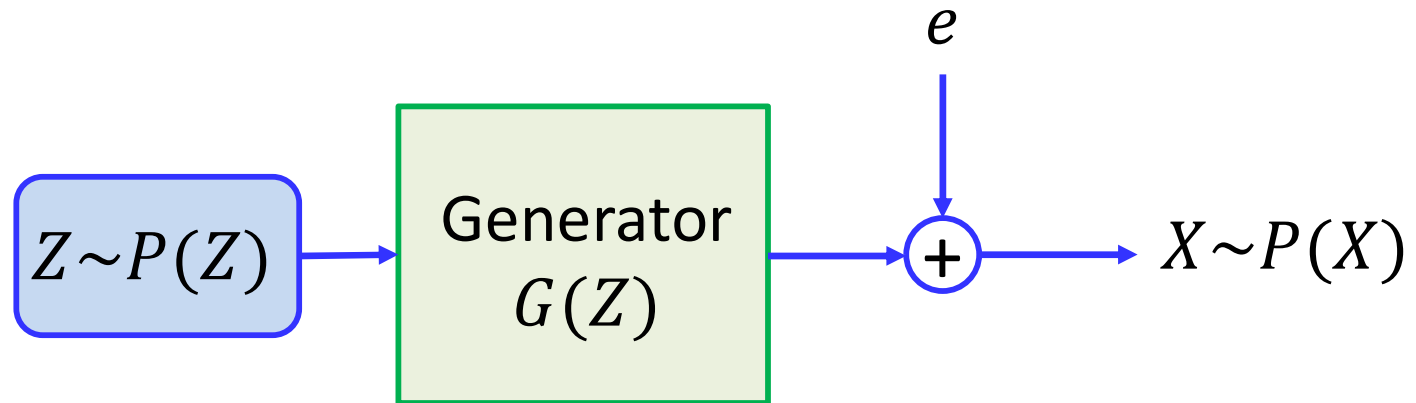 e
Z~P(Z)
Generator
G(Z)
+
X~P(X)